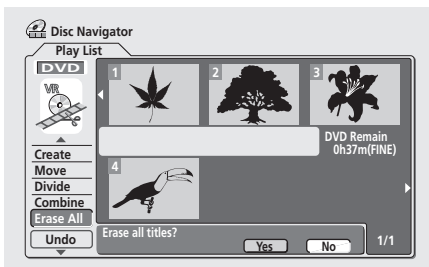 Disc Navigator
Play List
DVD
VR
1
2
3
DVD Remain
0h37m(FINE)
4
Create
Move
Divide
Combine
Erase All
Undo
Erase all titles?
Yes
No
1/1